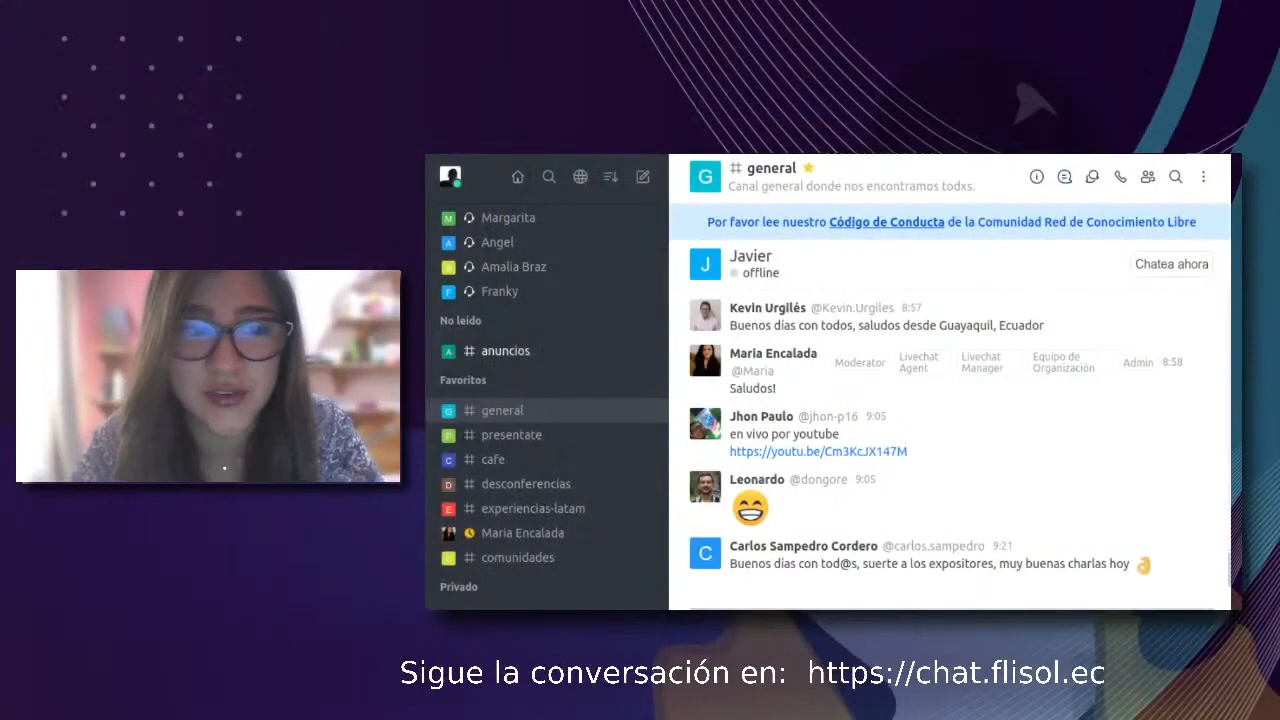 M Margarita
A Angel
Amalia Braz
F Franky
No leído
A # anuncios
Favoritos
G # general
P # presentate
C # cafe
D # desconferencias
E # experiencias-latam
Maria Encalada
C # comunidades
Privado
G # general
Canal general donde nos encontramos todxs.
Por favor lee nuestro Código de Conducta de la Comunidad Red de Conocimiento Libre
J Javier
offline
Chatea ahora
Kevin Urgilés @Kevin.Urgiles 8:57
Buenos días con todos, saludos desde Guayaquil, Ecuador
Maria Encalada @Maria Moderator Livechat Agent Livechat Manager Equipo de Organización Admin 8:58
Saludos!
Jhon Paulo @jhon-p16 9:05
en vivo por youtube
https://youtu.be/Cm3KcJX147M
Leonardo @dongore 9:05
C Carlos Sampedro Cordero @carlos.sampedro 9:21
Buenos días con tod@s, suerte a los expositores, muy buenas charlas hoy
Sigue la conversación en: https://chat.flisol.ec